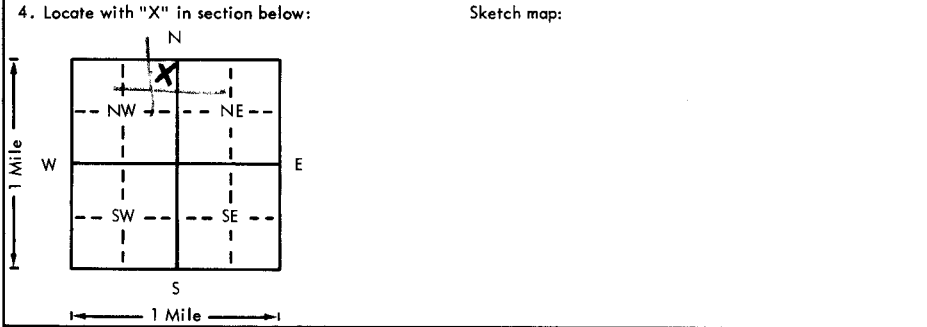 4. Locate with "X" in section below:
Sketch map:
N
X
-- NW -- -- NE --
W
E
1 Mile
-- SW -- -- SE --
S
1 Mile